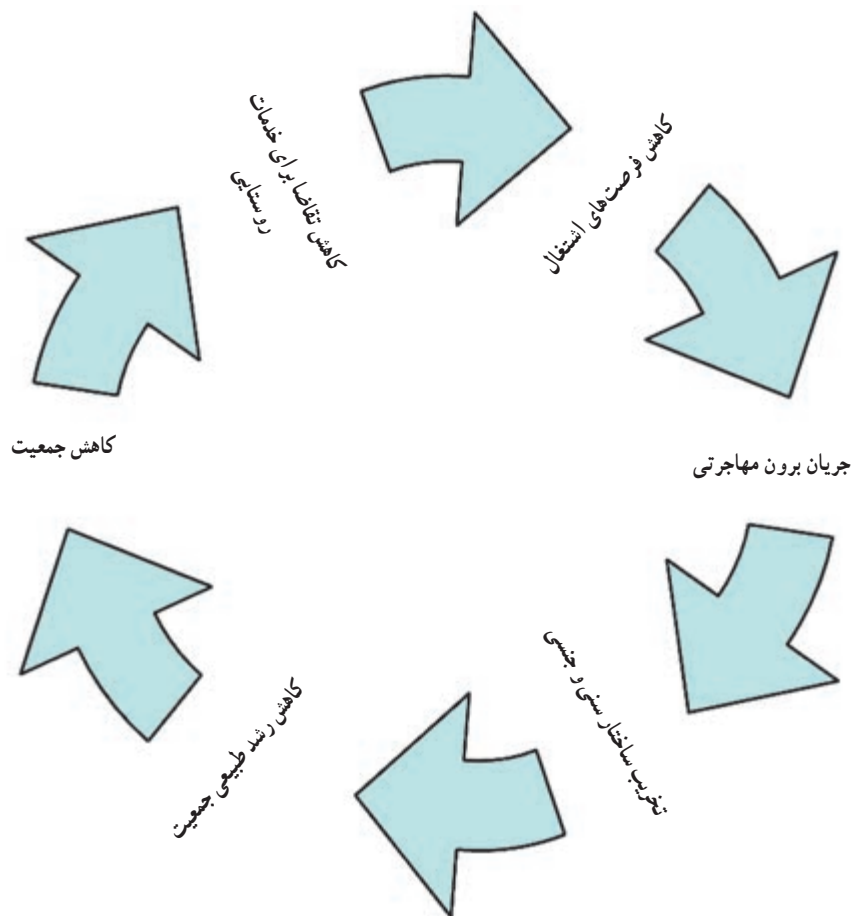 کاهش تقاضا برای خدمات
روستایی
کاهش فرصت‌های اشتغال
جریان برون مهاجرتی
تخریب ساختار سنی و جنسی
کاهش رشد طبیعی جمعیت
کاهش جمعیت